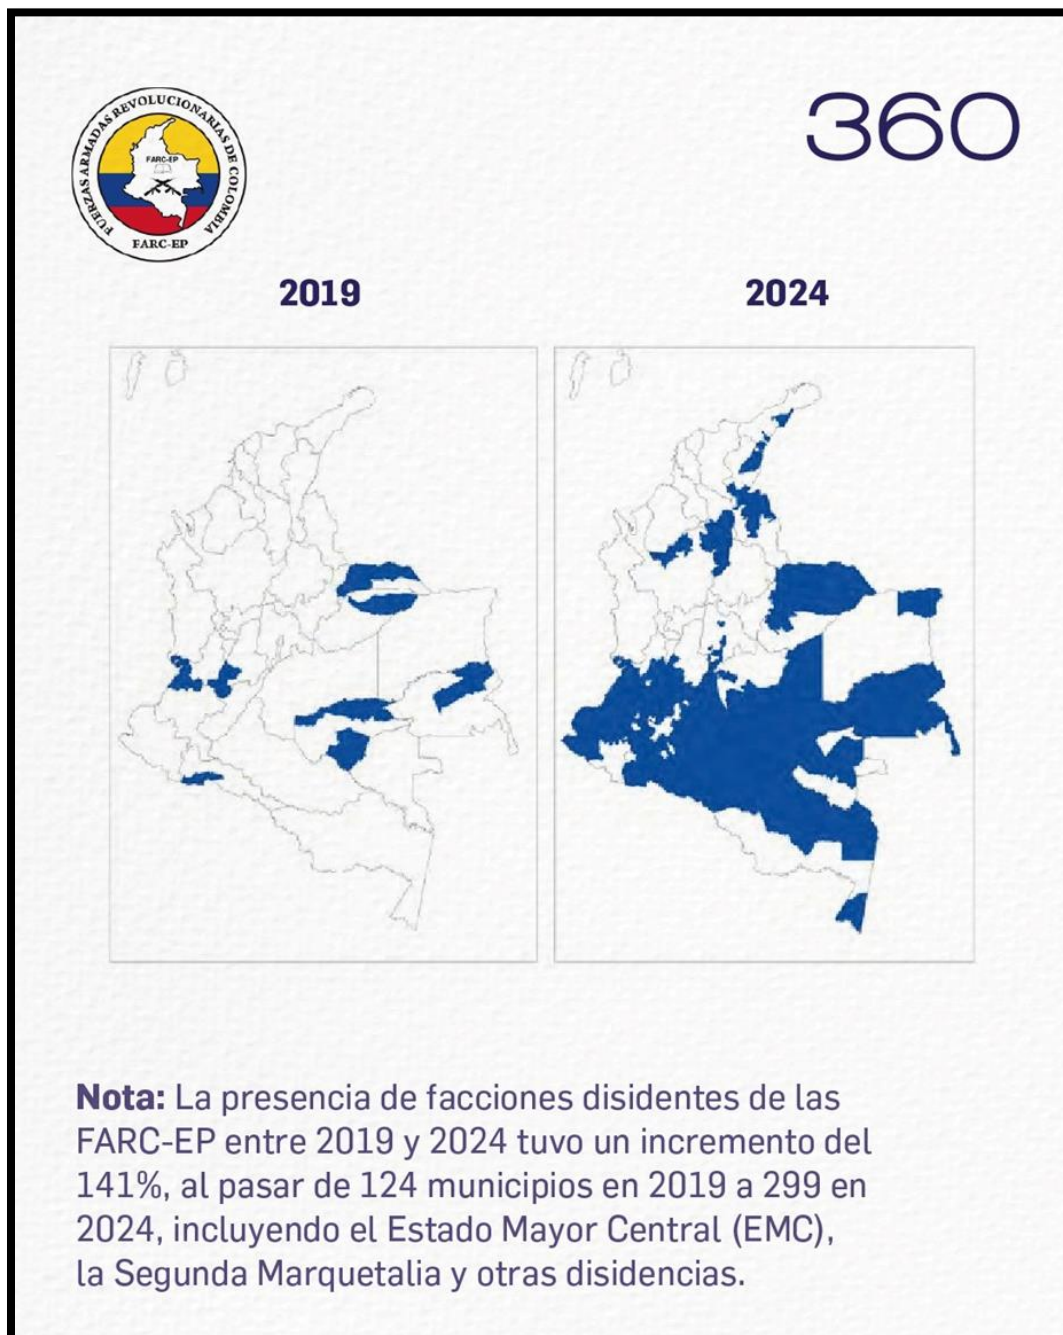 FUERZAS ARMADAS REVOLUCIONARIAS DE COLOMBIA
FARC-EP
FARC-EP
360
2019
2024
Nota: La presencia de facciones disidentes de las
FARC-EP entre 2019 y 2024 tuvo un incremento del
141%, al pasar de 124 municipios en 2019 a 299 en
2024, incluyendo el Estado Mayor Central (EMC),
la Segunda Marquetalia y otras disidencias.